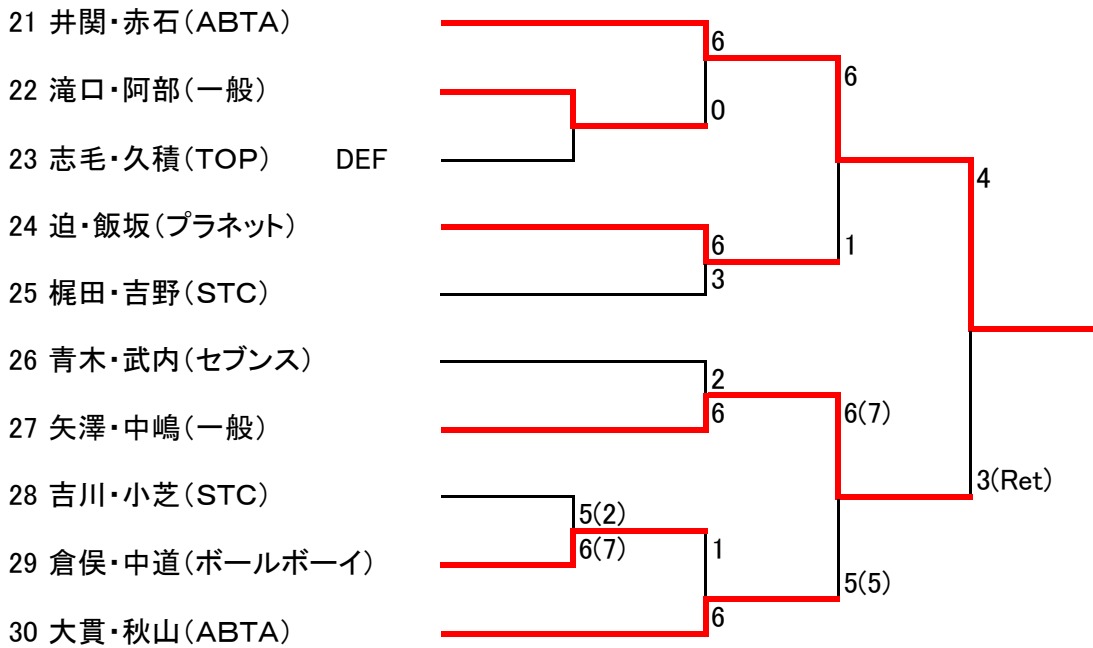 21 井関・赤石(ABTA)
6
6
22 滝口・阿部(一般)
0
23 志毛・久積(TOP) DEF
4
24 迫・飯坂(プラネット)
6
1
3
25 梶田・吉野(STC)
26 青木・武内(セブンス)
2
6
6(7)
27 矢澤・中嶋(一般)
3(Ret)
28 吉川・小芝(STC)
5(2)
6(7)
1
29 倉俣・中道(ボールボーイ)
5(5)
6
30 大貫・秋山(ABTA)